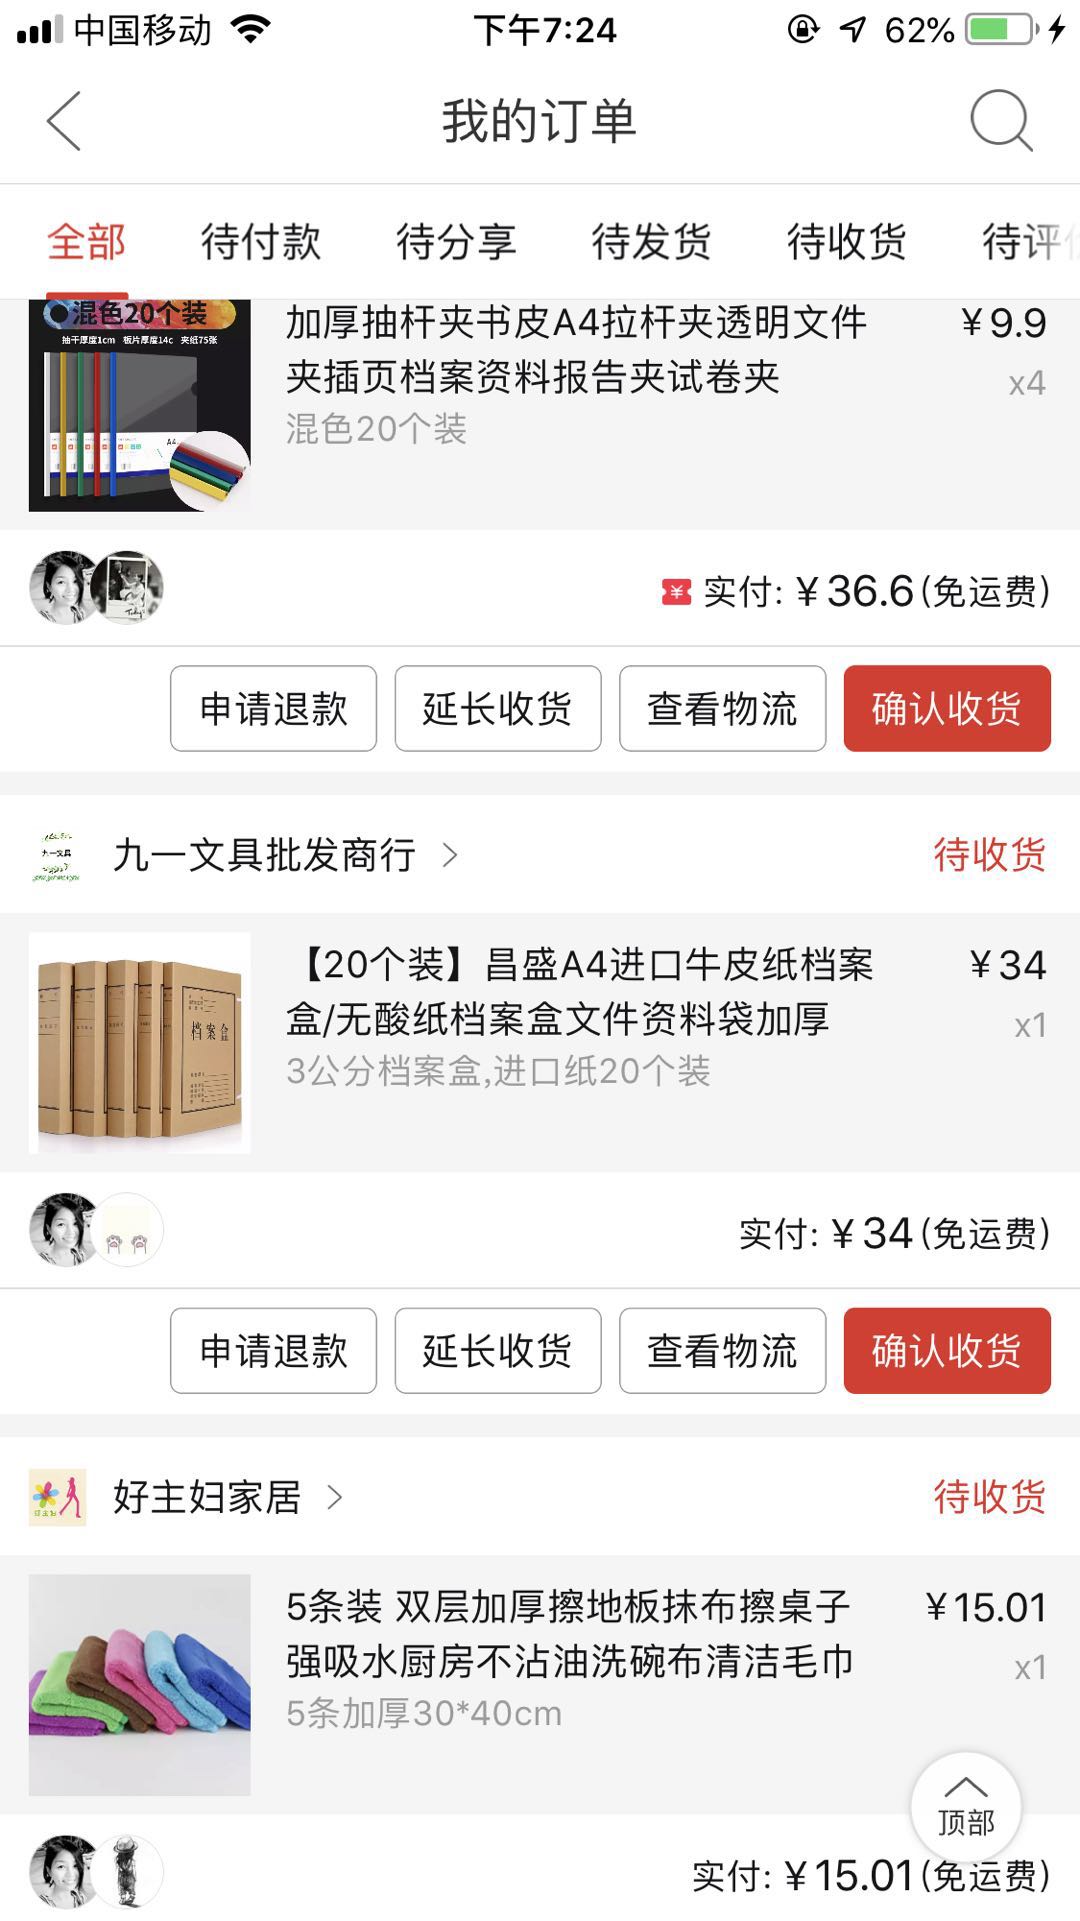 中国移动 下午7:24 62%
我的订单
全部 待付款 待分享 待发货 待收货 待评价
混色20个装
抽干厚度1cm 板片厚度14c 夹纸75张
A4
加厚抽杆夹书皮A4拉杆夹透明文件 ¥9.9
夹插页档案资料报告夹试卷夹 x4
混色20个装
实付: ¥36.6(免运费)
申请退款 延长收货 查看物流 确认收货
九一文具
九一文具批发商行 待收货
档案盒
【20个装】昌盛A4进口牛皮纸档案 ¥34
盒/无酸纸档案盒文件资料袋加厚 x1
3公分档案盒,进口纸20个装
实付: ¥34(免运费)
申请退款 延长收货 查看物流 确认收货
好主妇家居 待收货
5条装 双层加厚擦地板抹布擦桌子 ¥15.01
强吸水厨房不沾油洗碗布清洁毛巾 x1
5条加厚30*40cm
顶部
实付: ¥15.01(免运费)